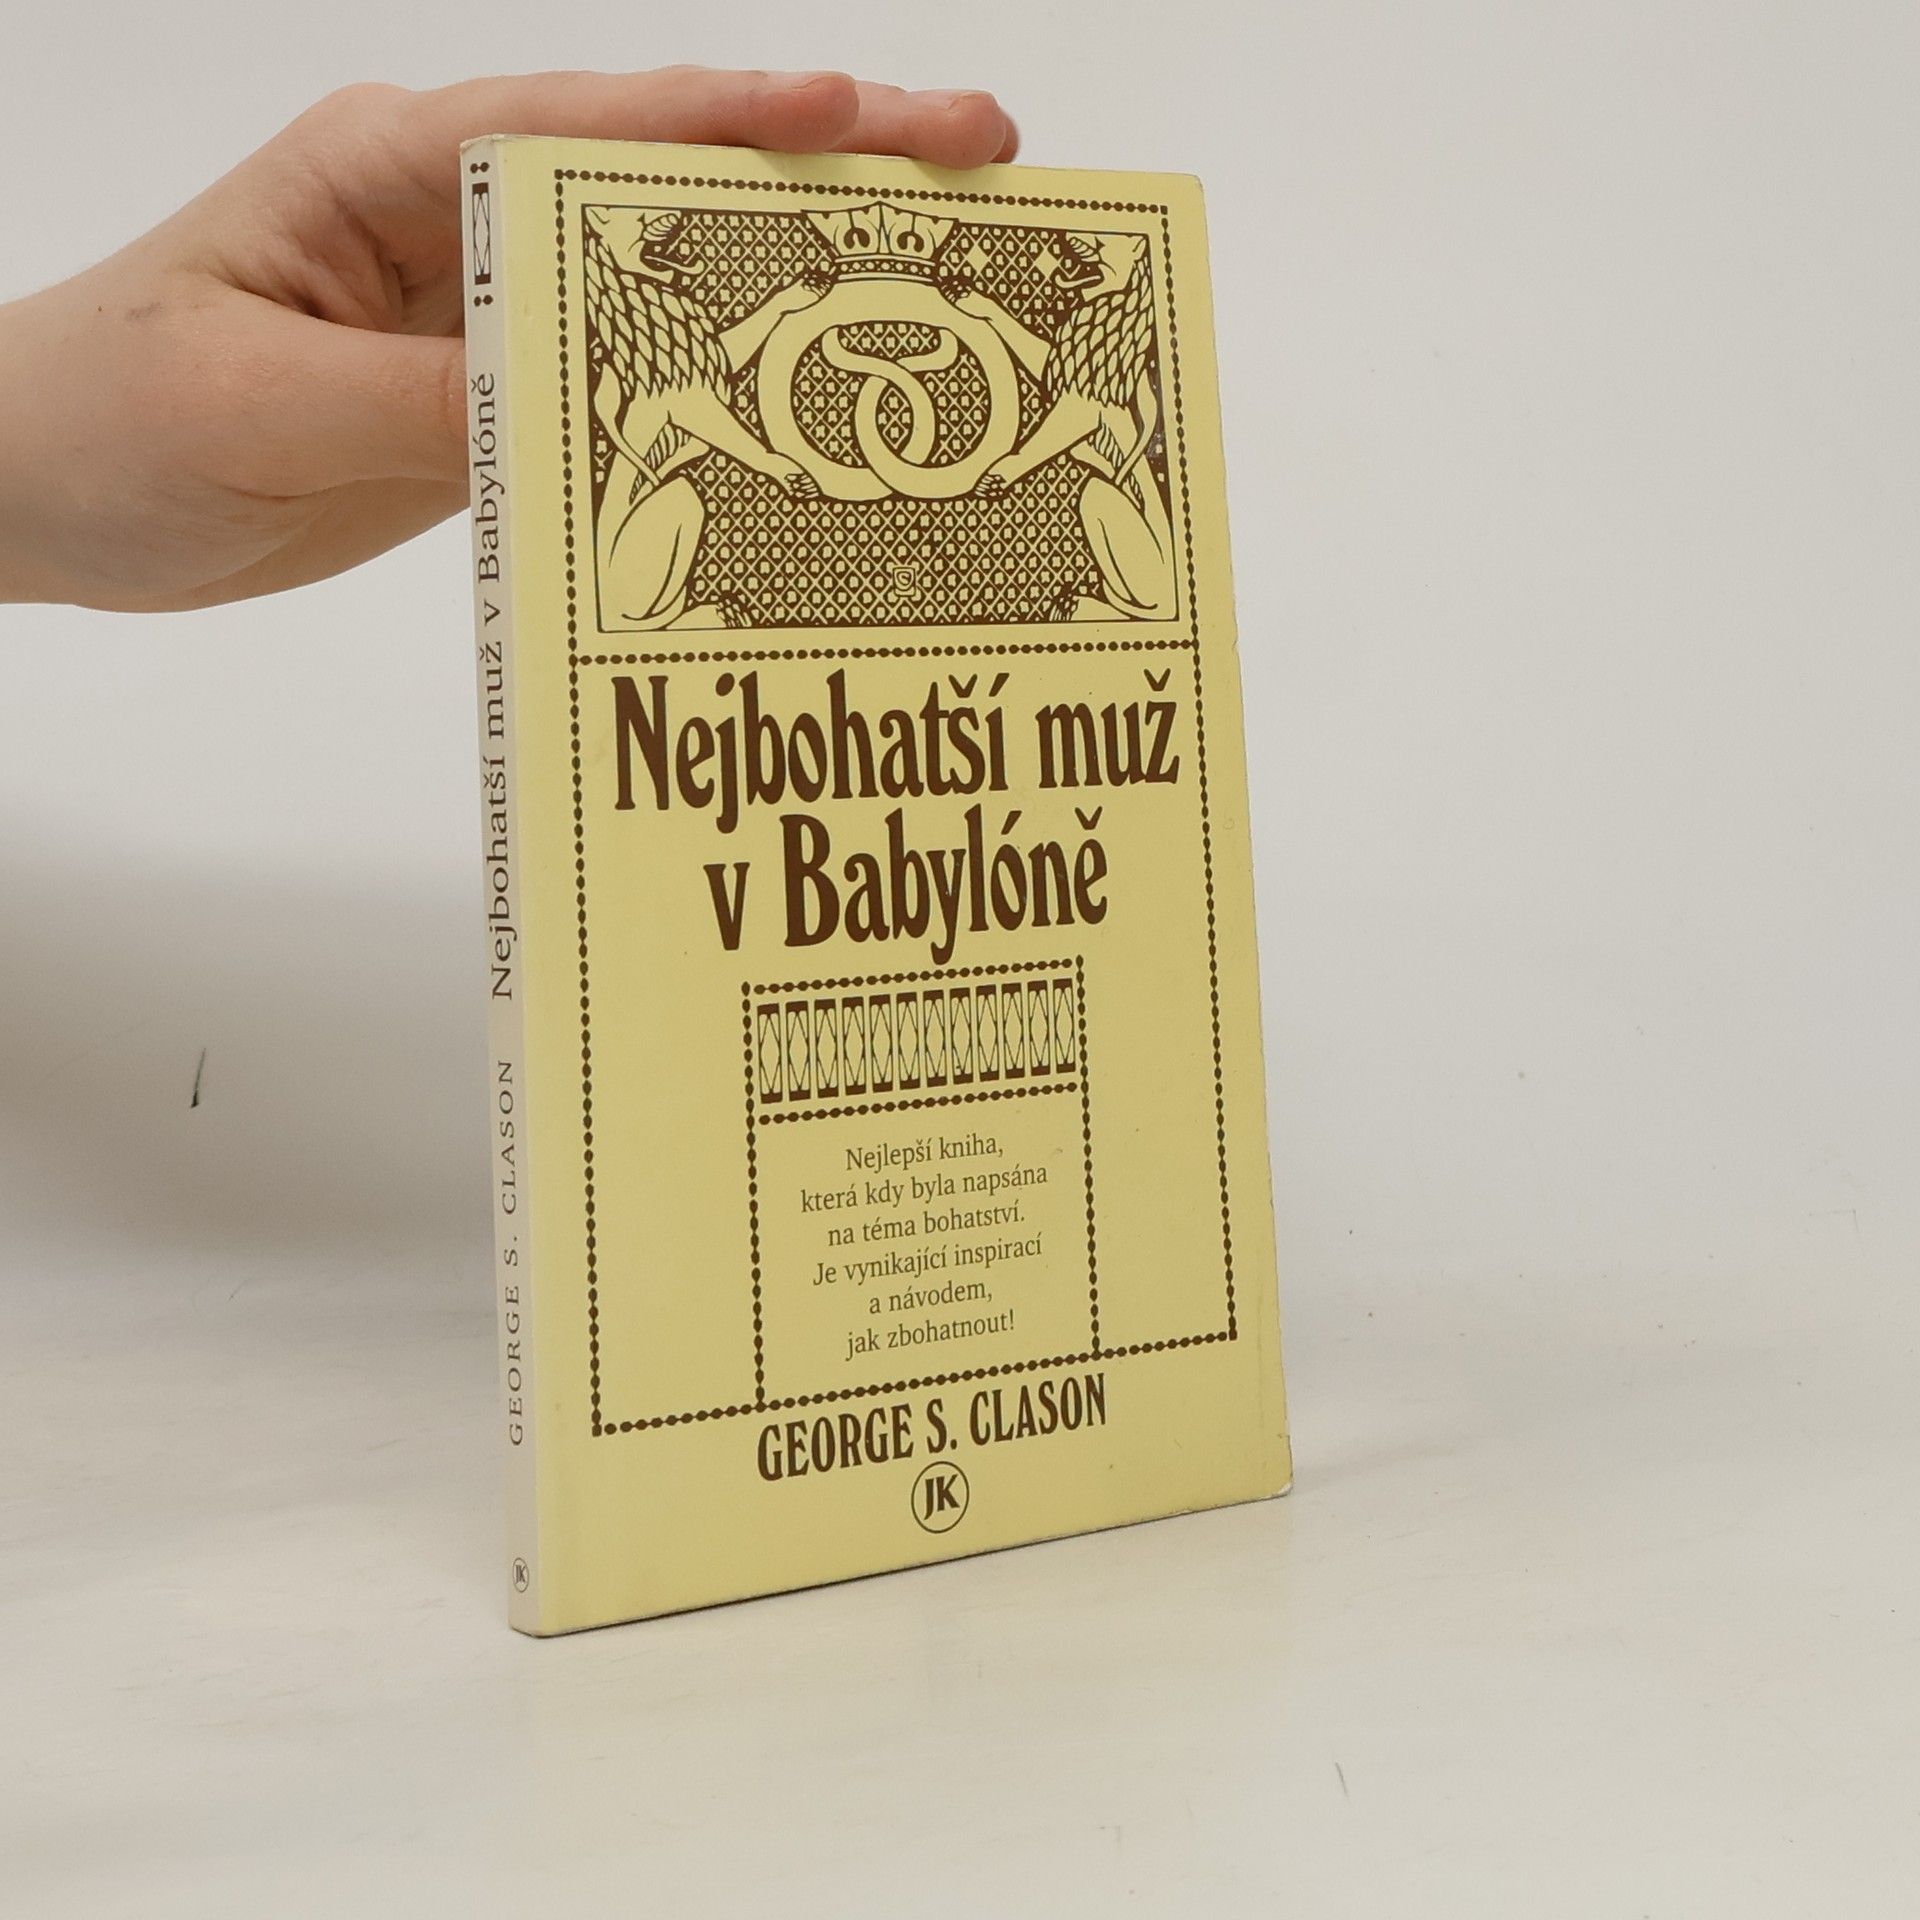 Nejbohatší muž
v Babylóně
Nejlepší kniha,
která kdy byla napsána
na téma bohatství.
Je vynikající inspirací
a návodem,
jak zbohatnout!
GEORGE S. CLASON
JK
GEORGE S. CLASON Nejbohatší muž v Babylóně
JK